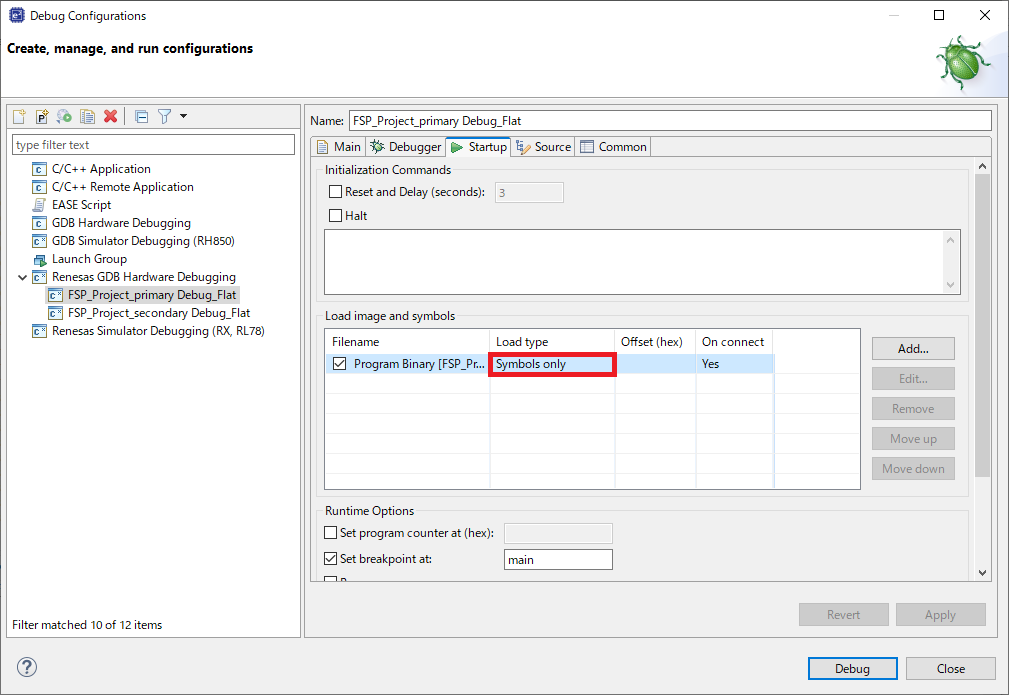 Debug Configurations
Create, manage, and run configurations
type filter text
C/C++ Application
C/C++ Remote Application
EASE Script
GDB Hardware Debugging
GDB Simulator Debugging (RH850)
Launch Group
Renesas GDB Hardware Debugging
FSP_Project_primary Debug_Flat
FSP_Project_secondary Debug_Flat
Renesas Simulator Debugging (RX, RL78)
Filter matched 10 of 12 items
Name: FSP_Project_primary Debug_Flat
Main Debugger Startup Source Common
Initialization Commands
Reset and Delay (seconds): 3
Halt
Load image and symbols
Filename Load type Offset (hex) On connect
Program Binary [FSP_Pr... Symbols only Yes
Add...
Edit...
Remove
Move up
Move down
Runtime Options
Set program counter at (hex):
Set breakpoint at: main
Revert Apply
Debug Close